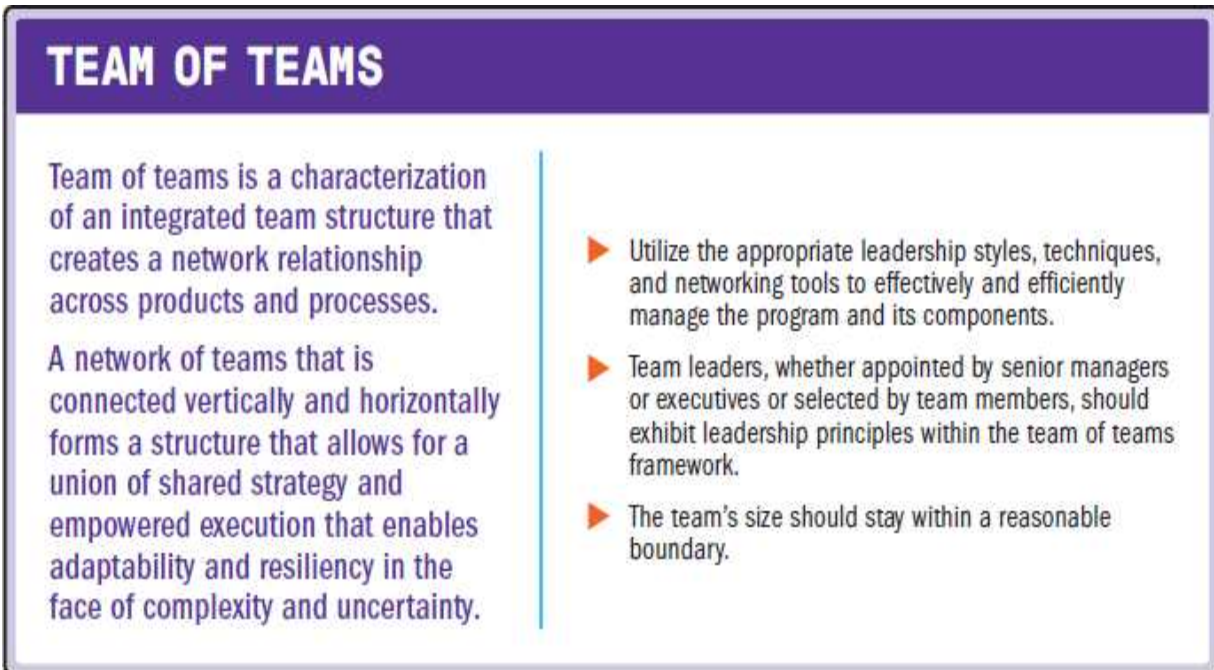 TEAM OF TEAMS
Team of teams is a characterization
of an integrated team structure that
creates a network relationship
across products and processes.
A network of teams that is
connected vertically and horizontally
forms a structure that allows for a
union of shared strategy and
empowered execution that enables
adaptability and resiliency in the
face of complexity and uncertainty.
Utilize the appropriate leadership styles, techniques,
and networking tools to effectively and efficiently
manage the program and its components.
Team leaders, whether appointed by senior managers
or executives or selected by team members, should
exhibit leadership principles within the team of teams
framework.
The team’s size should stay within a reasonable
boundary.